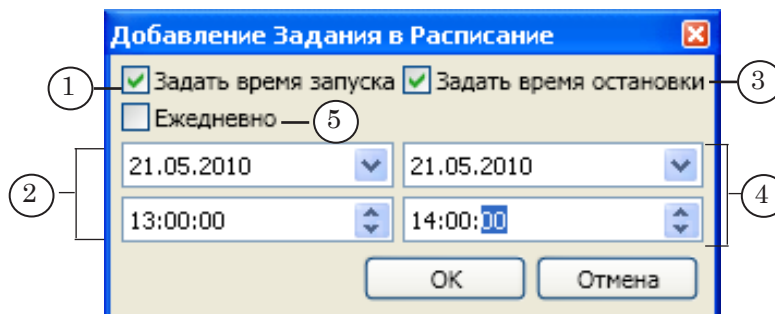 Добавление Задания в Расписание
1 Задать время запуска Задать время остановки 3
Ежедневно 5
2 21.05.2010 21.05.2010 4
13:00:00 14:00:00
OK Отмена